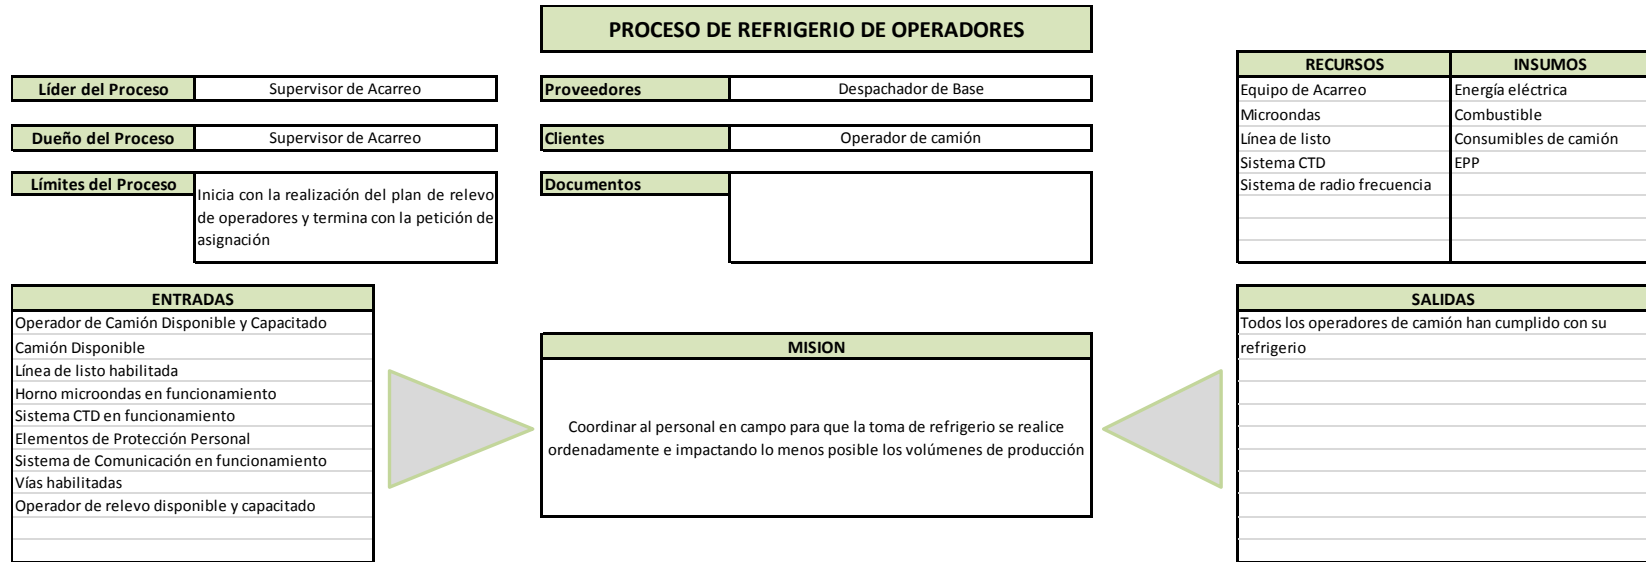 PROCESO DE REFRIGERIO DE OPERADORES
Líder del Proceso
Supervisor de Acarreo
Dueño del Proceso
Supervisor de Acarreo
Límites del Proceso
Inicia con la realización del plan de relevo
de operadores y termina con la petición de
asignación
Proveedores
Despachador de Base
Clientes
Operador de camión
Documentos
RECURSOS
Equipo de Acarreo
Microondas
Línea de listo
Sistema CTD
Sistema de radio frecuencia
INSUMOS
Energía eléctrica
Combustible
Consumibles de camión
EPP
ENTRADAS
Operador de Camión Disponible y Capacitado
Camión Disponible
Línea de listo habilitada
Horno microondas en funcionamiento
Sistema CTD en funcionamiento
Elementos de Protección Personal
Sistema de Comunicación en funcionamiento
Vías habilitadas
Operador de relevo disponible y capacitado
MISION
Coordinar al personal en campo para que la toma de refrigerio se realice
ordenadamente e impactando lo menos posible los volúmenes de producción
SALIDAS
Todos los operadores de camión han cumplido con su
refrigerio